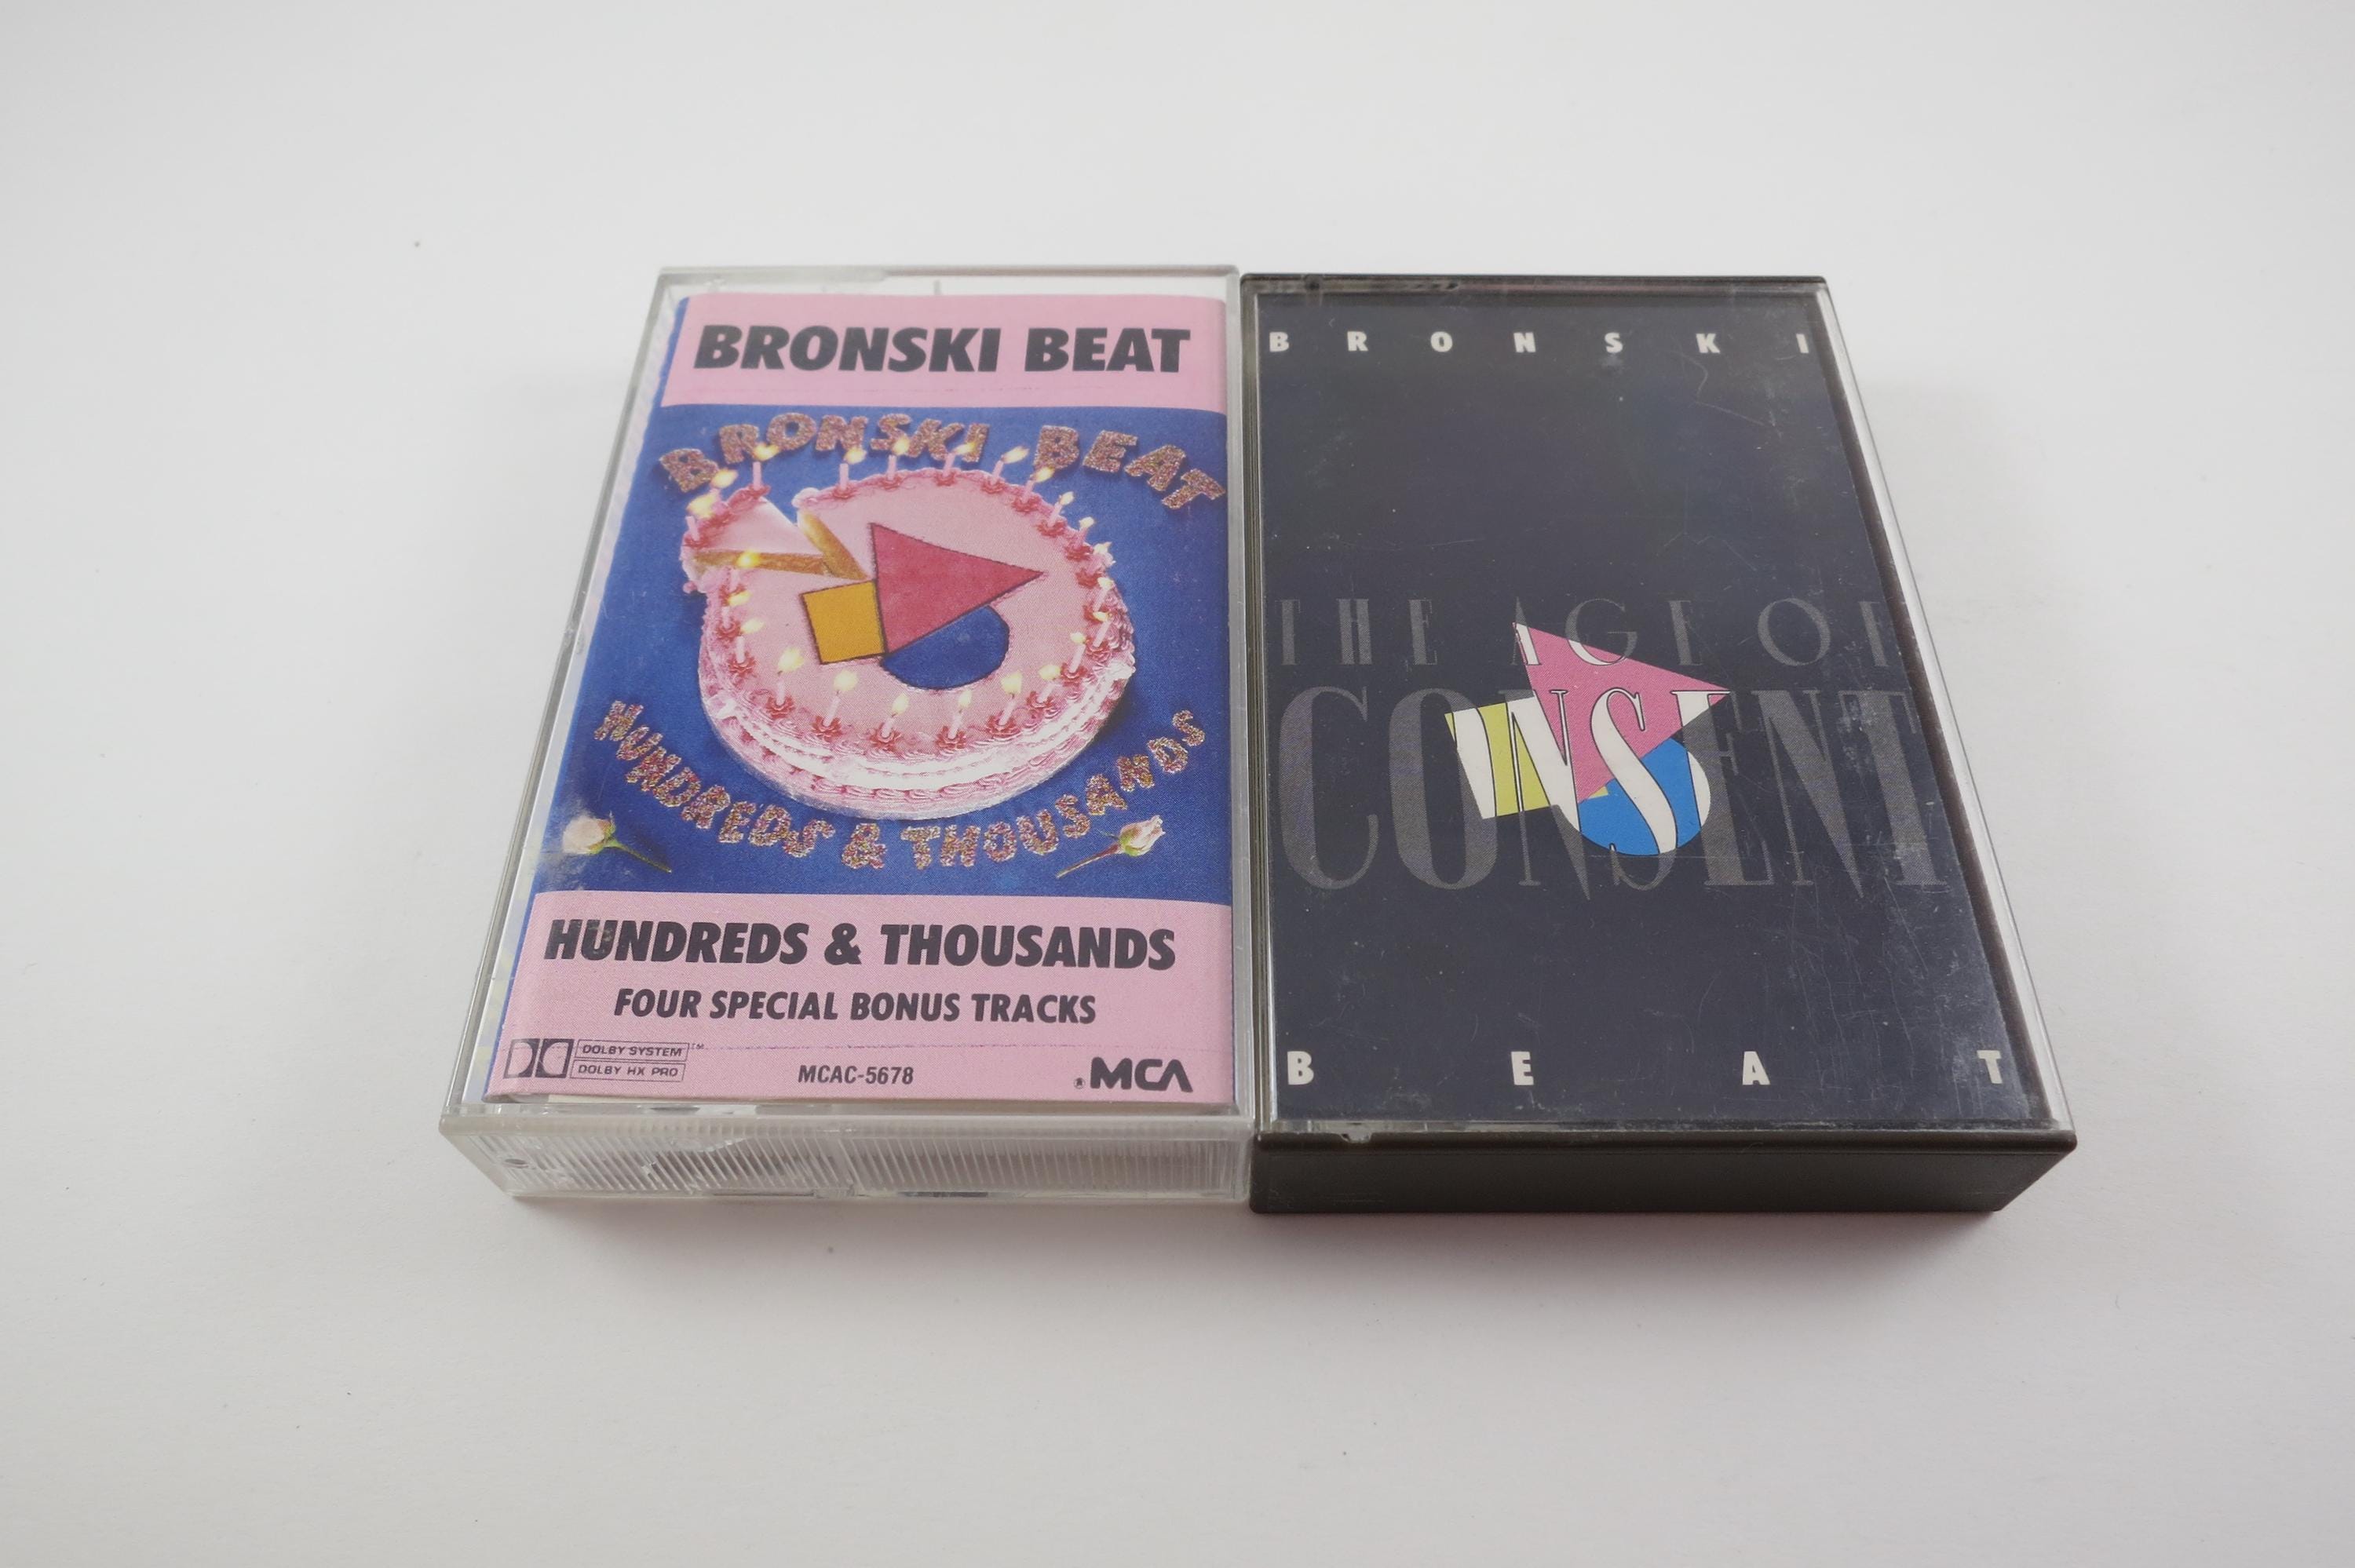 BRONSKI BEAT
BRONSKI BEAT
HUNDREDS & THOUSANDS
HUNDREDS & THOUSANDS
FOUR SPECIAL BONUS TRACKS
DOLBY SYSTEM™
DOLBY HX PRO
MCAC-5678
®MCA
BRONSKI
THE AGE OF
CONSENT
BEAT